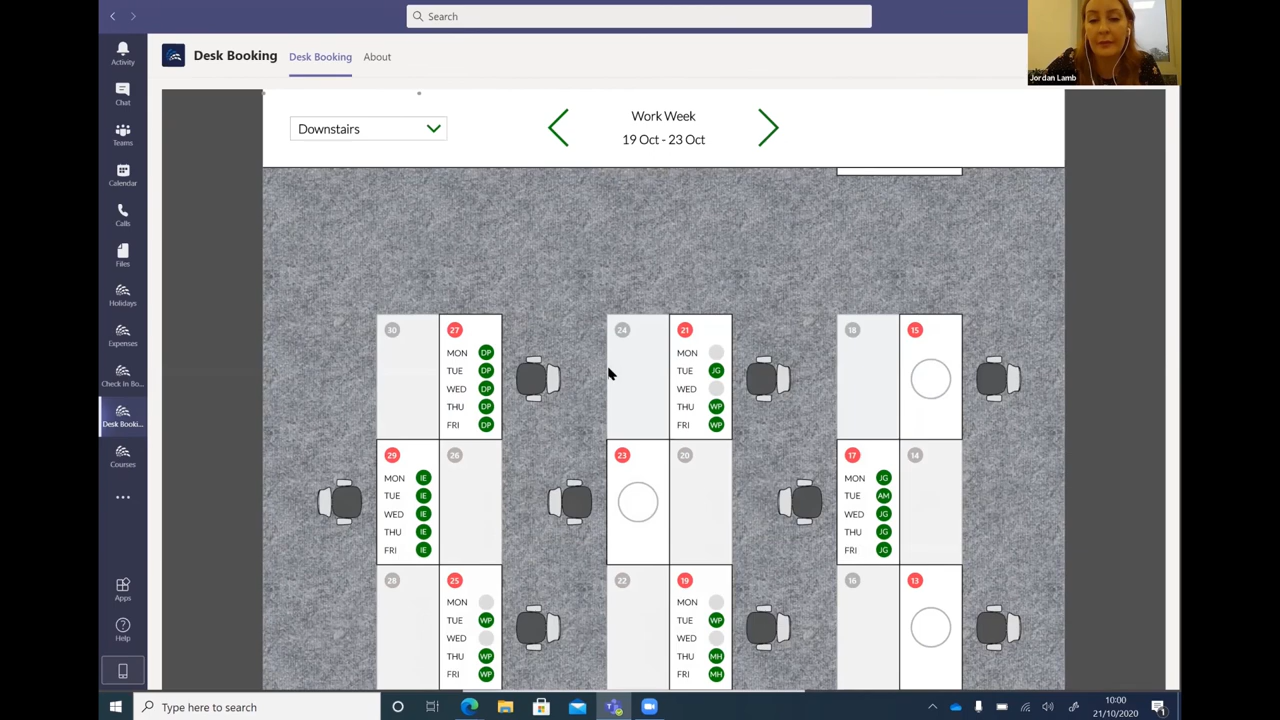 Search
Jordan Lamb
Desk Booking
Desk Booking
About
Activity
Chat
Teams
Calendar
Calls
Files
Holidays
Expenses
Check In Bo...
Desk Booki...
Courses
Apps
Help
Downstairs
Work Week
19 Oct - 23 Oct
30
27
MON DP
TUE DP
WED DP
THU DP
FRI DP
24
21
MON
TUE JG
WED
THU WP
FRI WP
18
15
29
MON IE
TUE IE
WED IE
THU IE
FRI IE
26
23
20
17
MON JG
TUE AM
WED JG
THU JG
FRI JG
14
28
25
MON
TUE WP
WED
THU WP
FRI WP
22
19
MON
TUE WP
WED
THU MH
FRI MH
16
13
Type here to search
10:00
21/10/2020
1